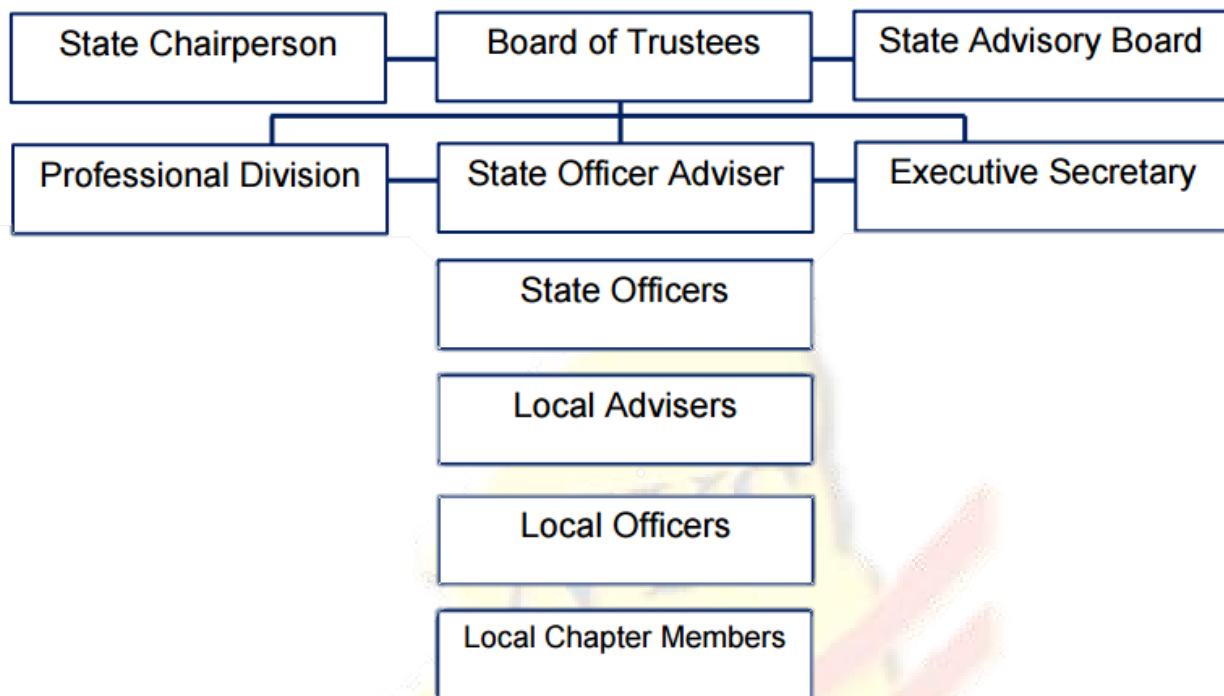 State Chairperson
Board of Trustees
State Advisory Board
Professional Division
State Officer Adviser
Executive Secretary
State Officers
Local Advisers
Local Officers
Local Chapter Members